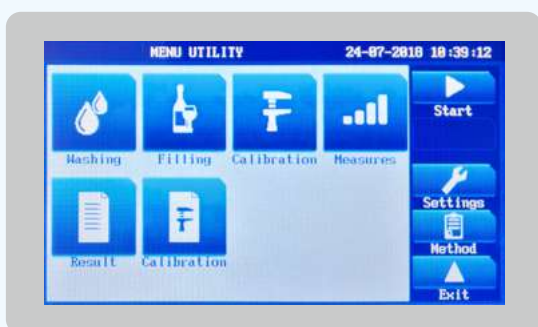 MENU UTILITY 24-07-2018 10:39:12
Start
Washing Filling Calibration Measures
Settings
Method
Result Calibration
Exit